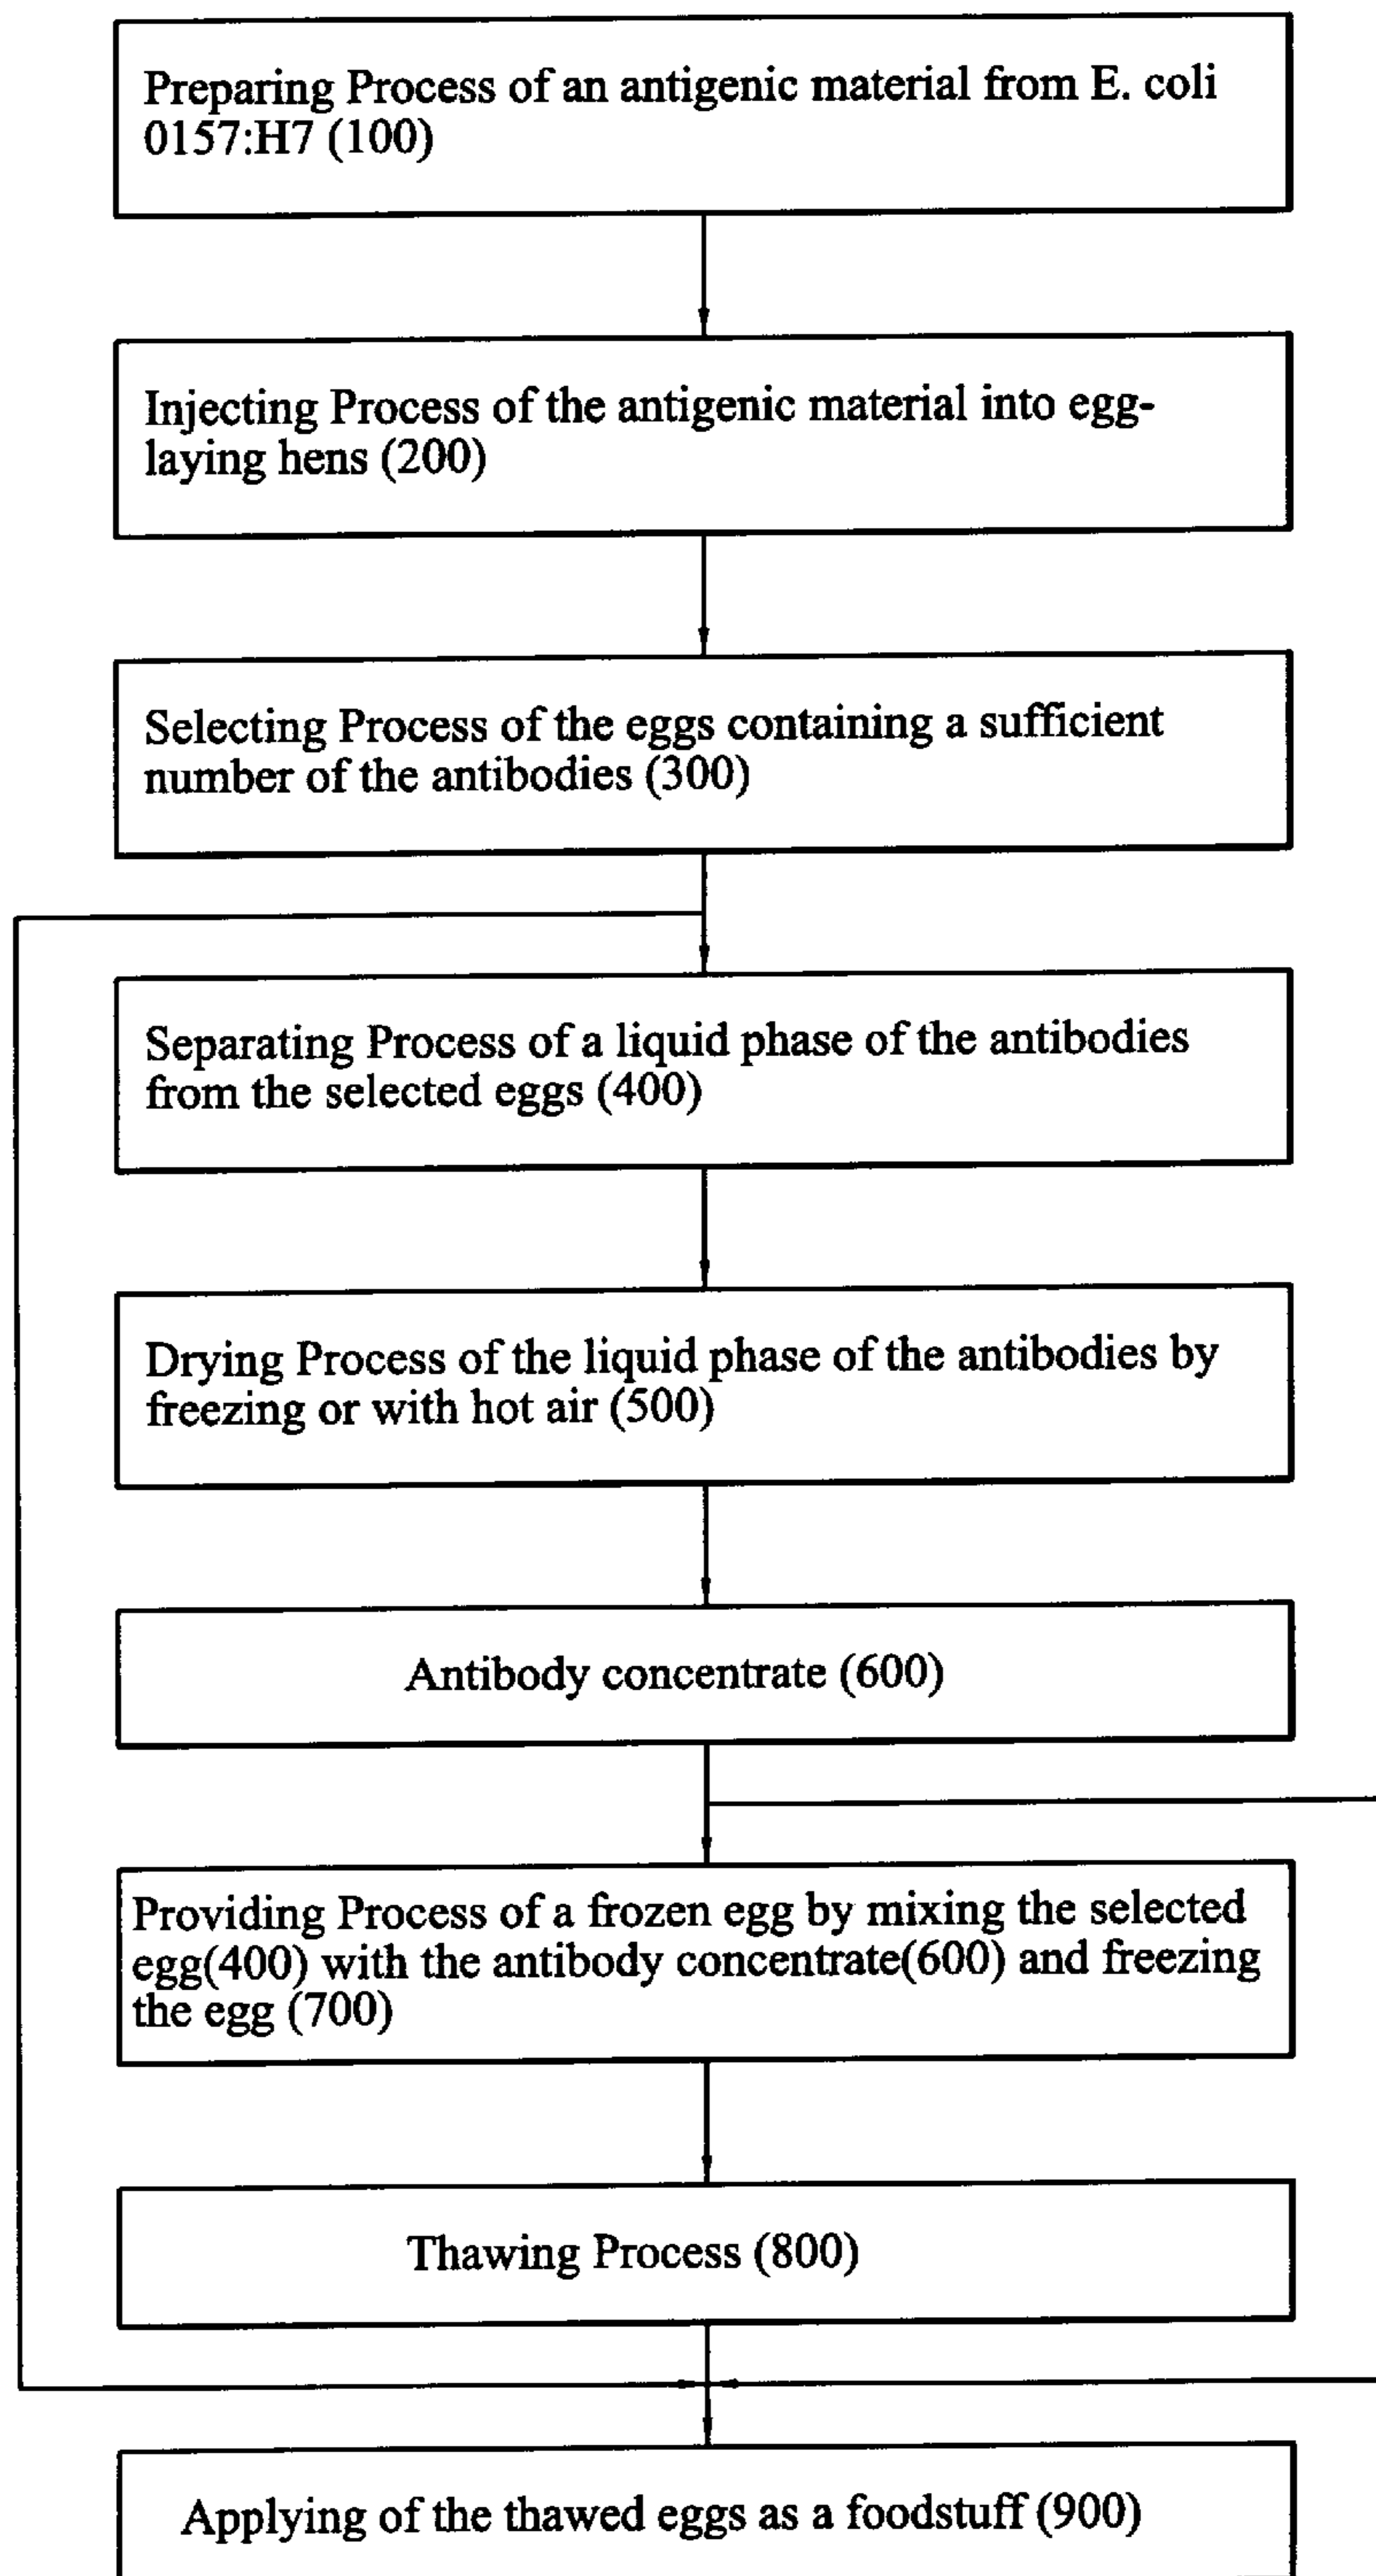 Preparing Process of an antigenic material from E. coli
0157:H7 (100)
Injecting Process of the antigenic material into egg-
laying hens (200)
Selecting Process of the eggs containing a sufficient
number of the antibodies (300)
Separating Process of a liquid phase of the antibodies
from the selected eggs (400)
Drying Process of the liquid phase of the antibodies by
freezing or with hot air (500)
Antibody concentrate (600)
Providing Process of a frozen egg by mixing the selected
egg(400) with the antibody concentrate(600) and freezing
the egg (700)
Thawing Process (800)
Applying of the thawed eggs as a foodstuff (900)